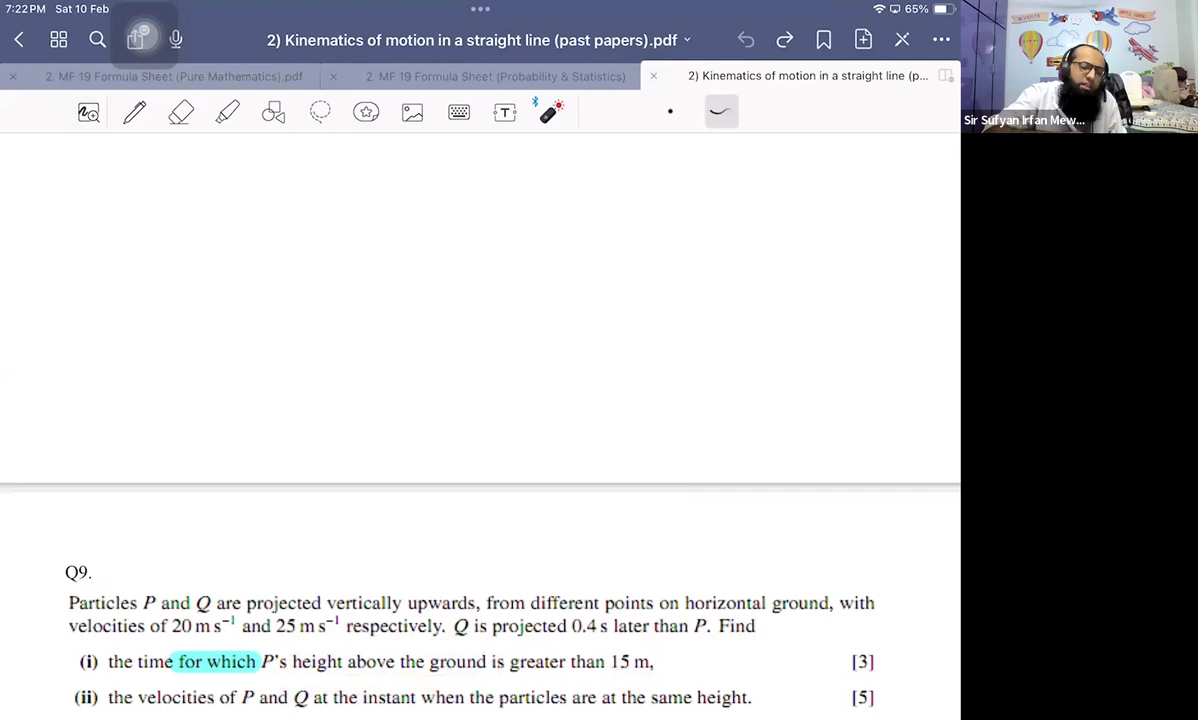 7:22 PM Sat 10 Feb
65%
2) Kinematics of motion in a straight line (past papers).pdf
2. MF 19 Formula Sheet (Pure Mathematics).pdf
2. MF 19 Formula Sheet (Probability & Statistics)
2) Kinematics of motion in a straight line (p...
Sir Sufyan Irfan Mew...
Q9.
Particles P and Q are projected vertically upwards, from different points on horizontal ground, with
velocities of 20 m s⁻¹ and 25 m s⁻¹ respectively. Q is projected 0.4 s later than P. Find
(i) the time for which P's height above the ground is greater than 15 m, [3]
(ii) the velocities of P and Q at the instant when the particles are at the same height. [5]